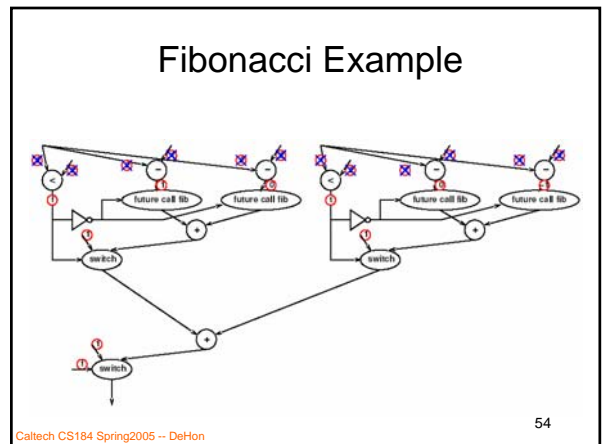 Fibonacci Example
< - - < - -
future call fib future call fib future call fib future call fib
+ +
switch switch
+
switch
54
Caltech CS184 Spring2005 -- DeHon